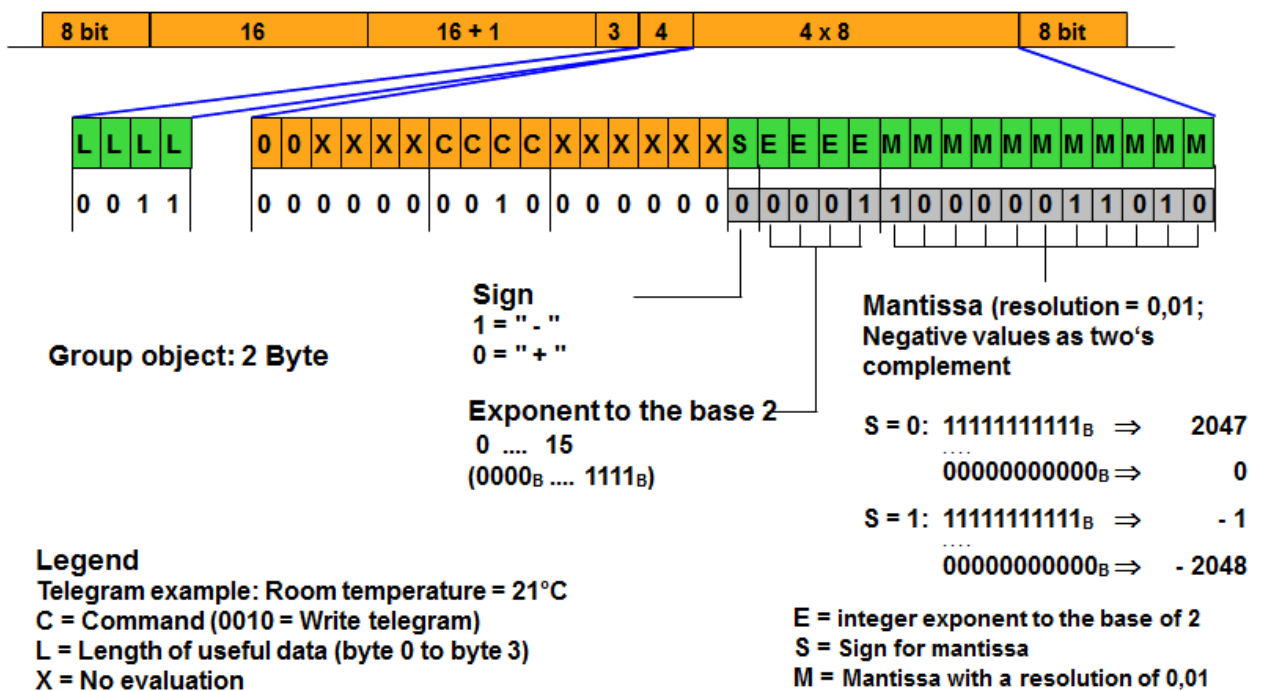 8 bit 16 16 + 1 3 4 4 x 8 8 bit
L L L L 0 0 X X X X C C C C X X X X X X S E E E E M M M M M M M M M M M
0 0 1 1 0 0 0 0 0 0 0 0 1 0 0 0 0 0 0 0 0 0 0 0 1 1 0 0 0 0 0 1 1 0 1 0
Sign
1 = " - "
0 = " + "
Group object: 2 Byte
Exponent to the base 2
0 .... 15
(0000B .... 1111B)
Mantissa (resolution = 0,01;
Negative values as two‘s
complement
S = 0: 11111111111B ⇒ 2047
....
00000000000B ⇒ 0
S = 1: 11111111111B ⇒ - 1
....
00000000000B ⇒ - 2048
Legend
Telegram example: Room temperature = 21°C
C = Command (0010 = Write telegram)
L = Length of useful data (byte 0 to byte 3)
X = No evaluation
E = integer exponent to the base of 2
S = Sign for mantissa
M = Mantissa with a resolution of 0,01